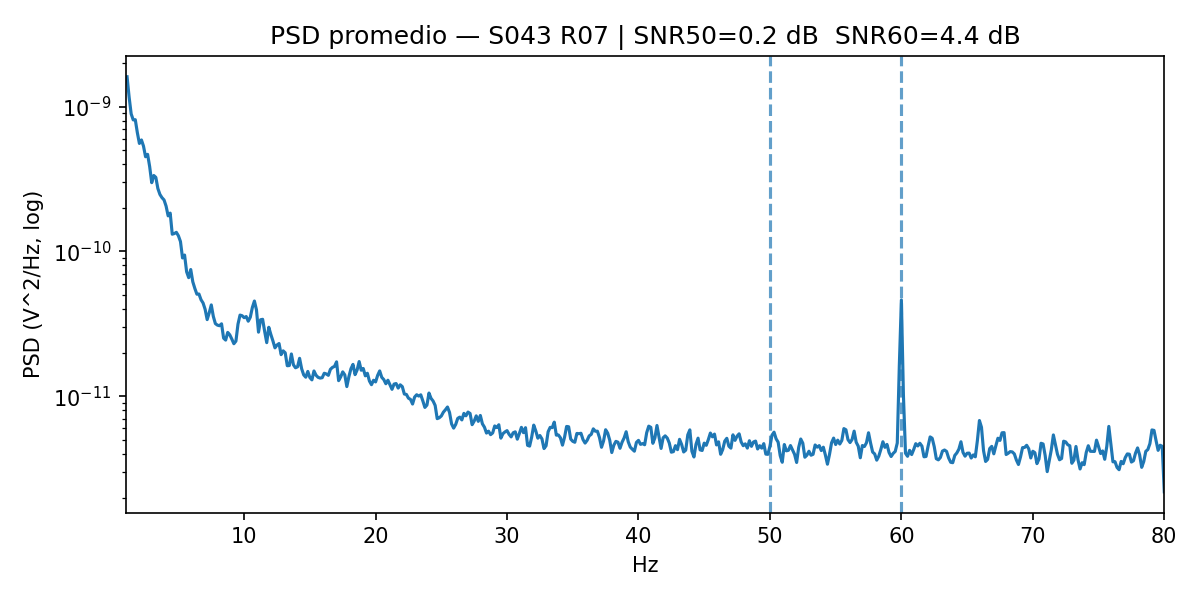 PSD promedio — S043 R07 | SNR50=0.2 dB  SNR60=4.4 dB
PSD (V^2/Hz, log)
10⁻⁹
10⁻¹⁰
10⁻¹¹
10 20 30 40 50 60 70 80
Hz